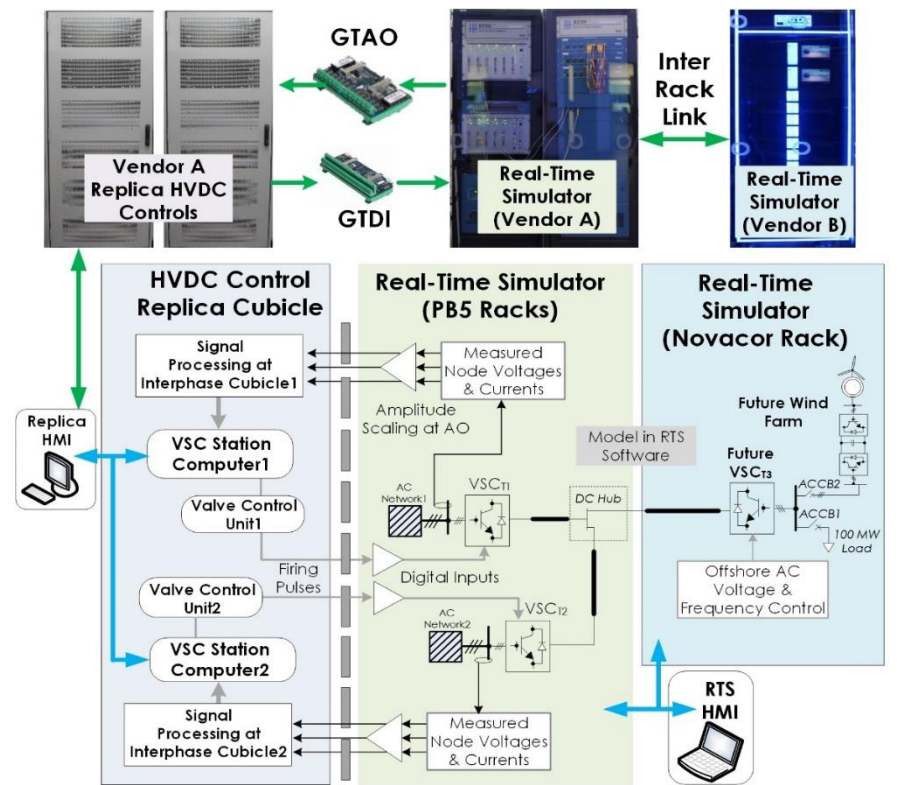 GTAO
GTDI
Vendor A
Replica HVDC
Controls
Real-Time
Simulator
(Vendor A)
Inter
Rack
Link
Real-Time
Simulator
(Vendor B)
HVDC Control
Replica Cubicle
Signal
Processing at
Interphase Cubicle1
VSC Station
Computer1
Valve Control
Unit1
Firing
Pulses
Valve Control
Unit2
VSC Station
Computer2
Signal
Processing at
Interphase Cubicle2
Replica
HMI
Real-Time Simulator
(PB5 Racks)
Measured
Node Voltages
& Currents
Amplitude
Scaling at AO
AC
Network1
VSCT1
DC Hub
Digital Inputs
AC
Network2
VSCT2
Measured
Node Voltages
& Currents
Model in RTS
Software
Real-Time
Simulator
(Novacor Rack)
Future Wind
Farm
Future
VSCT3
ACCB2
ACCB1
100 MW
Load
Offshore AC
Voltage &
Frequency Control
RTS
HMI